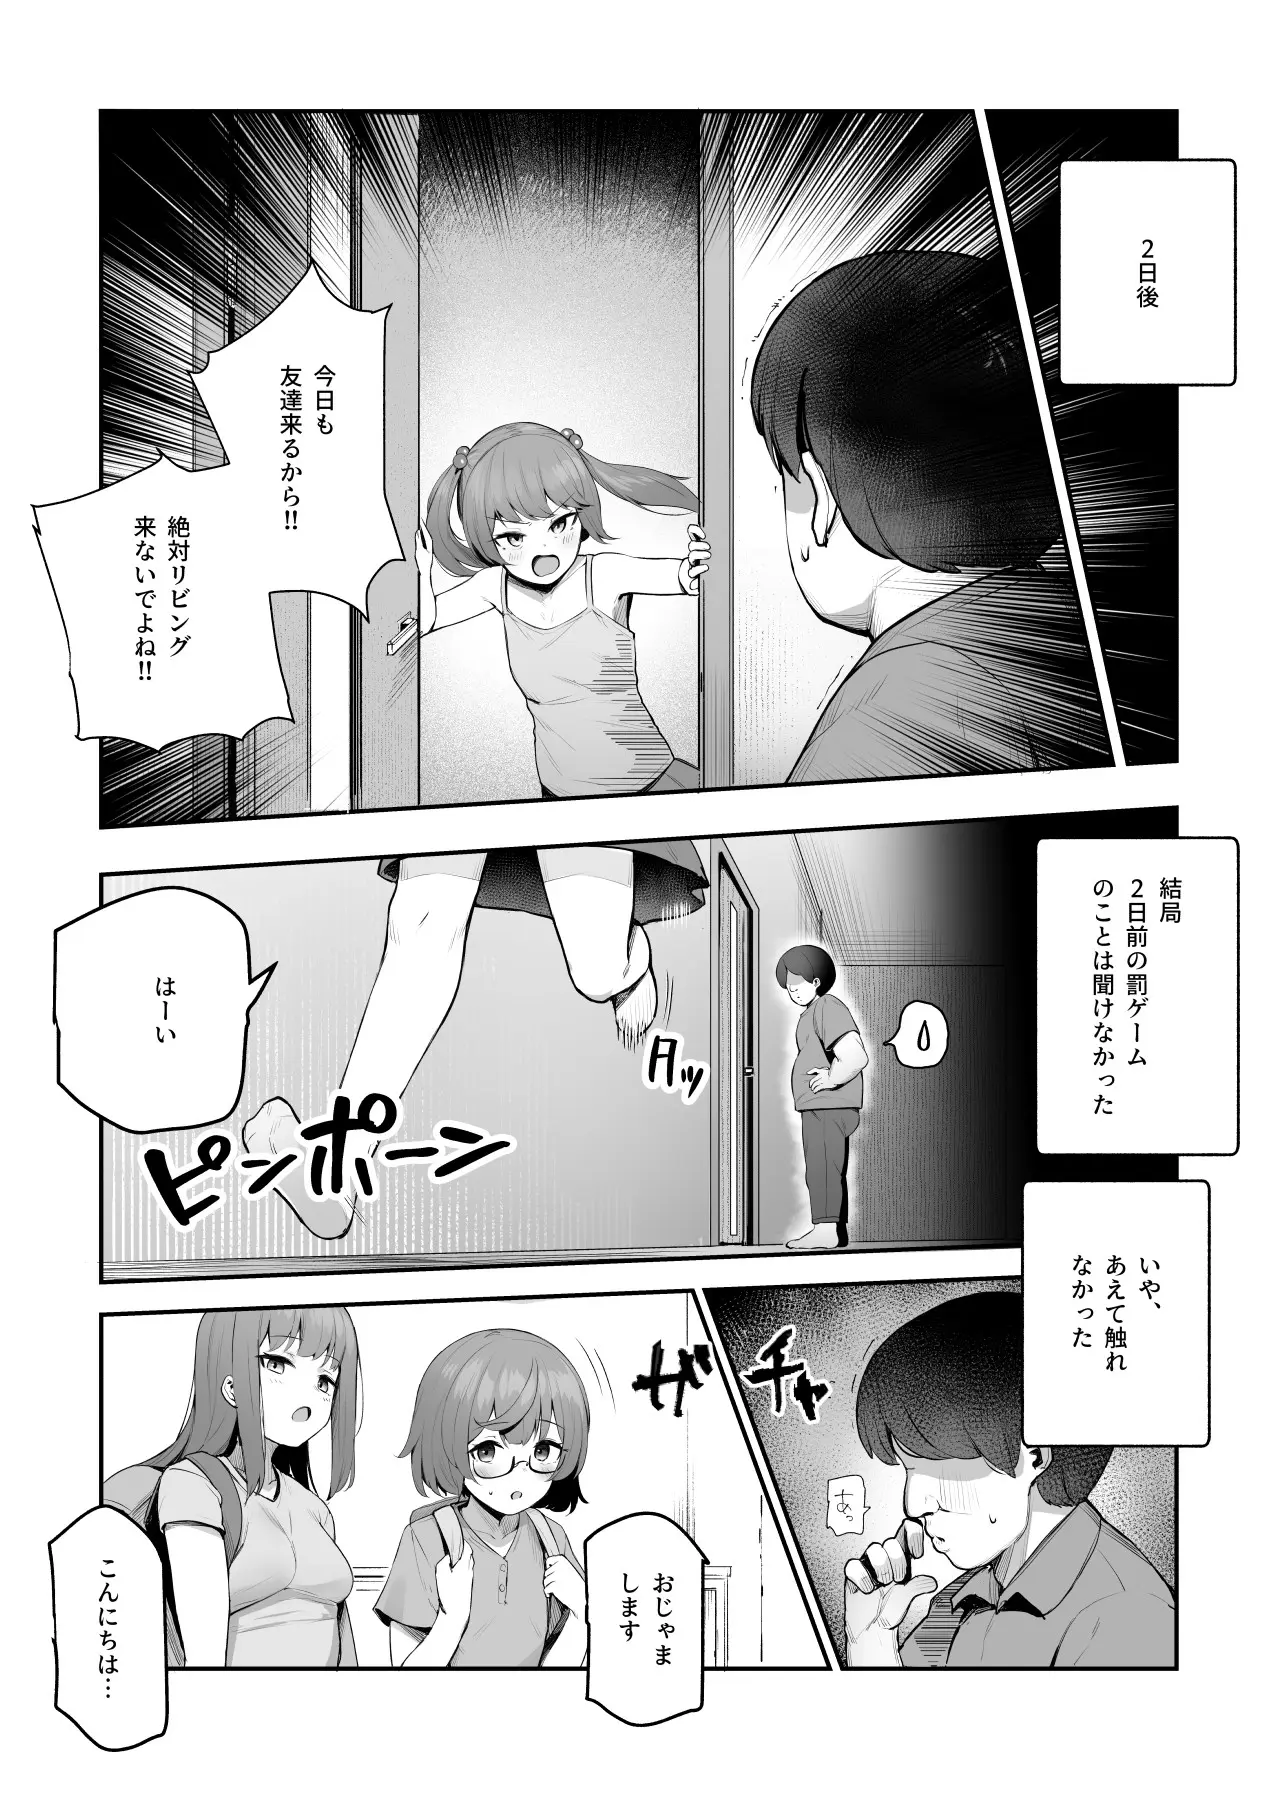 2日後
今日も
友達来るから!!
絶対リビング
来ないでよね!!
結局
2日前の罰ゲーム
のことは聞けなかった
タッ
ピンポーン
はーい
いや、
あえて触れ
なかった
あっ
チャ
ガ
おじゃま
します
こんにちは…